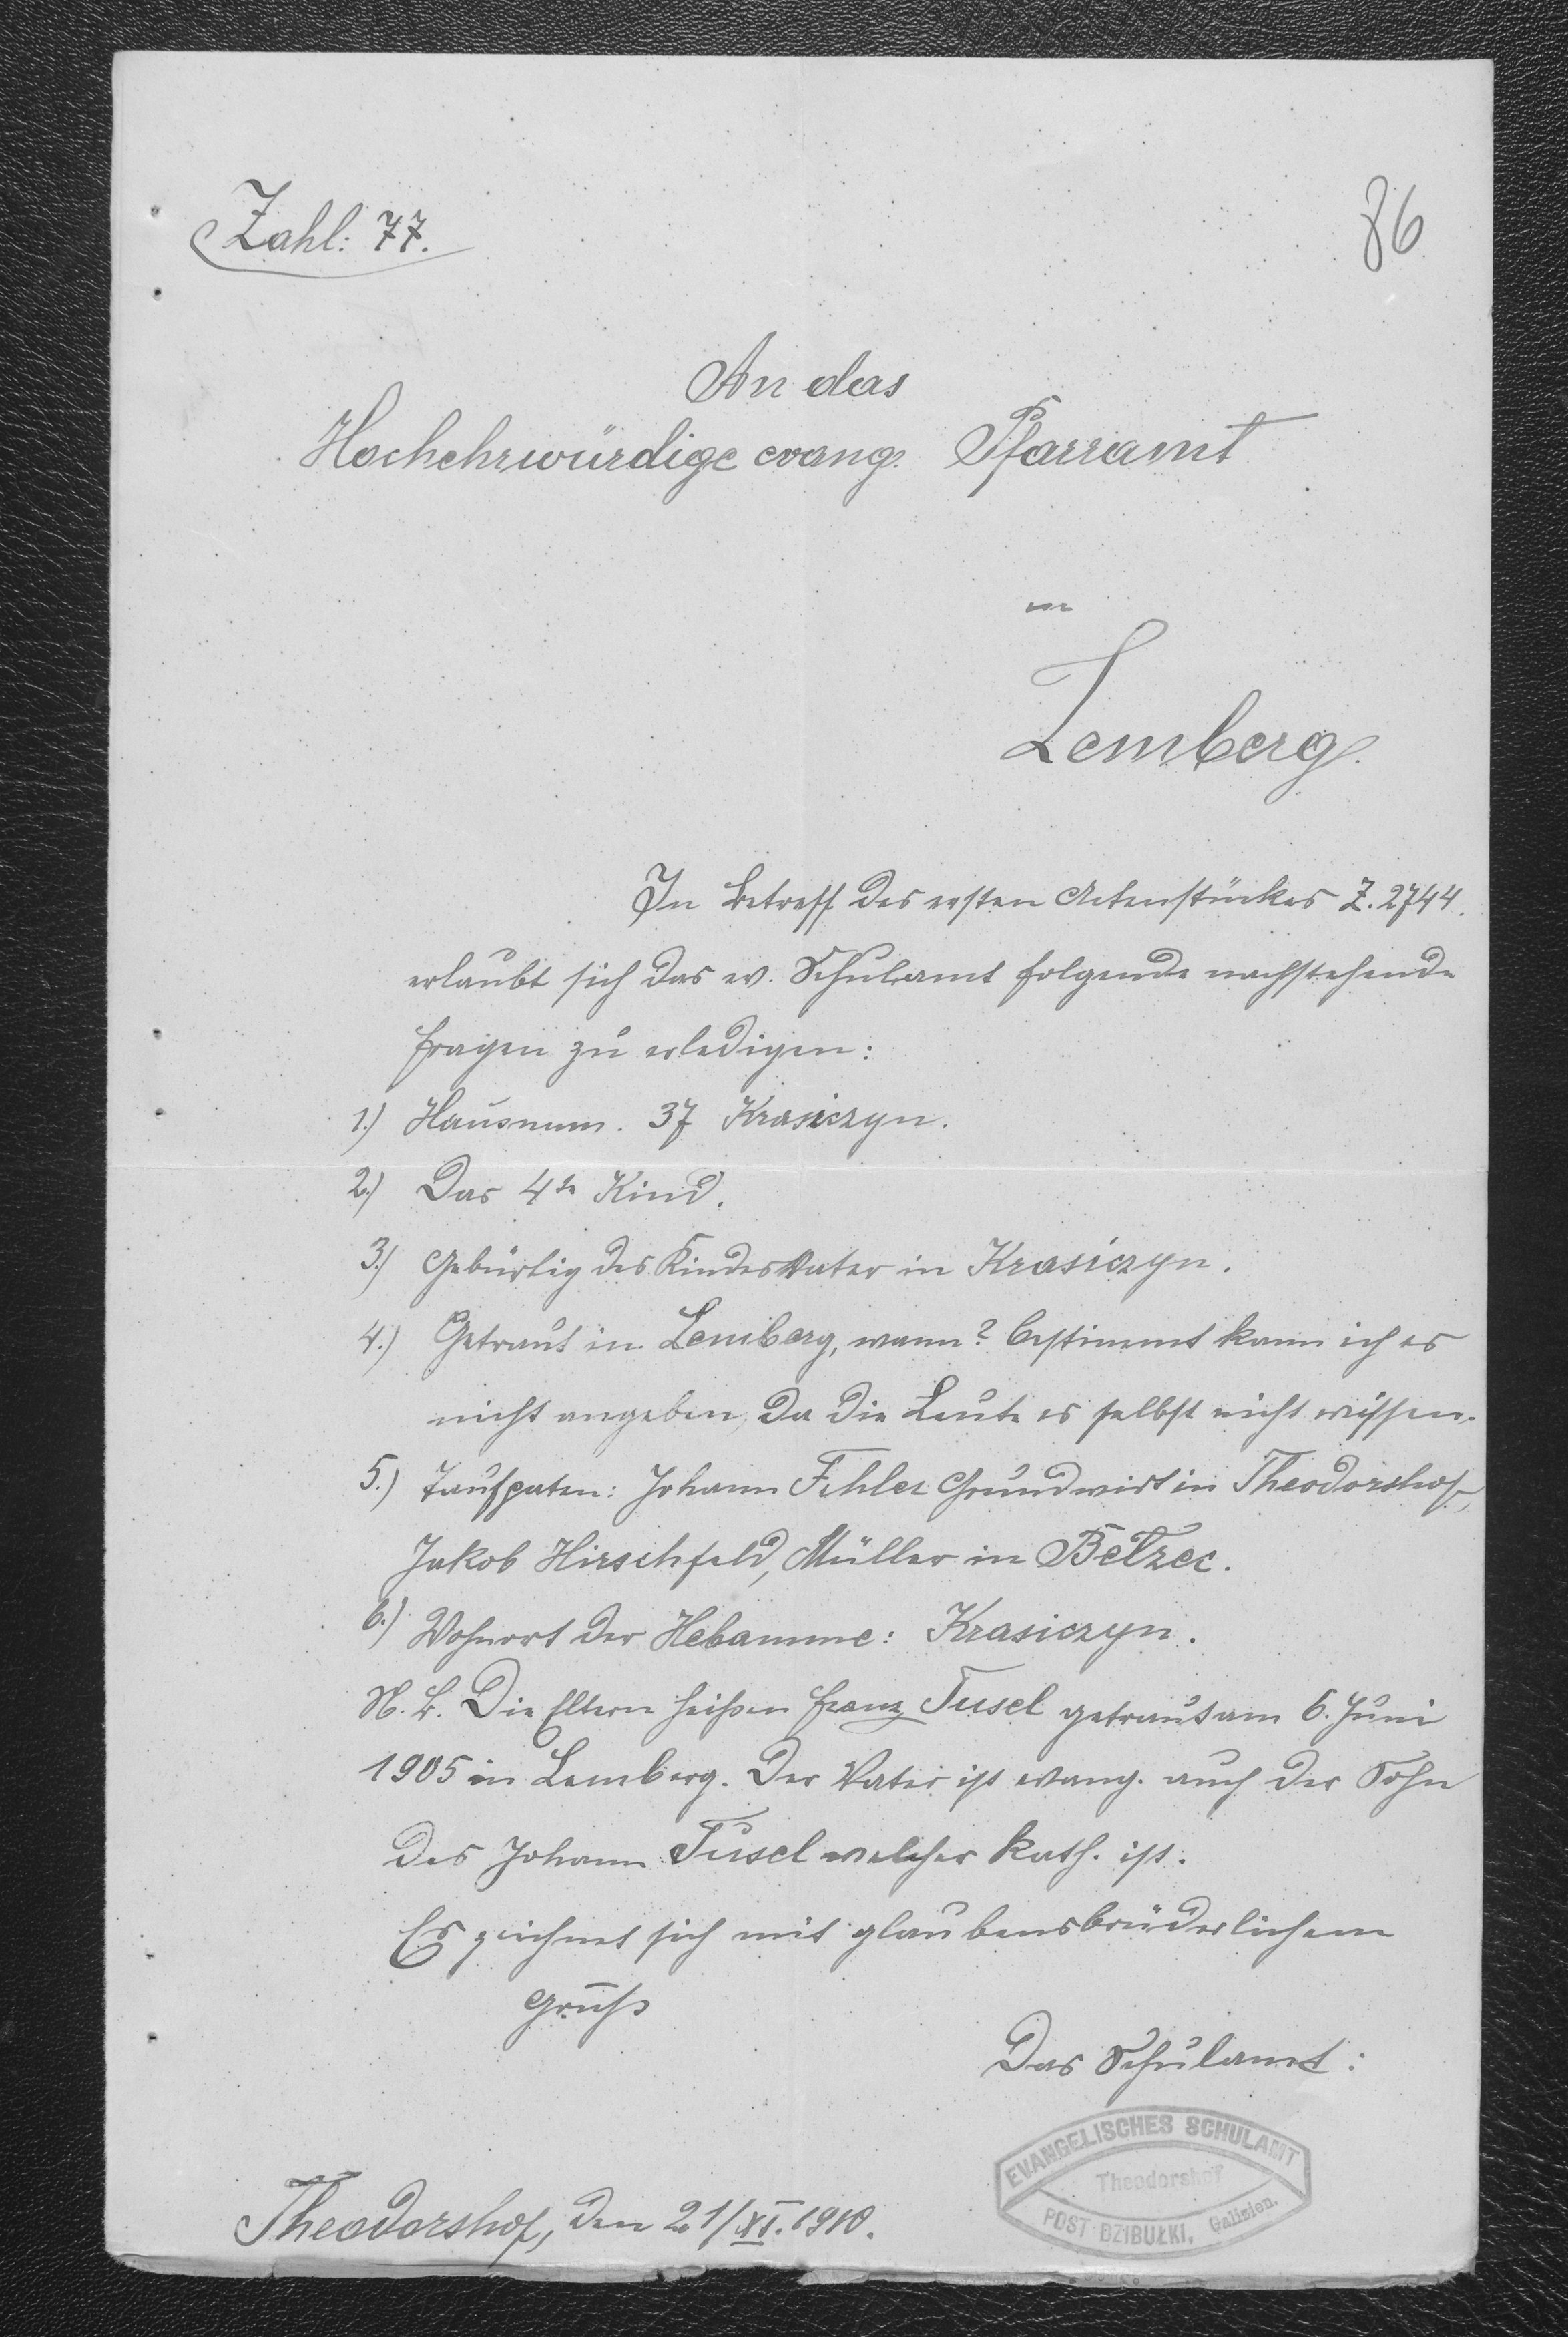 Zahl: 77.
86
An das
Hochehrwürdige evang. Pfarramt
in
Lemberg.
In betreff des ersten Actenstückes Z. 2744.
erlaubt sich das ev. Schulamt folgende nachstehende
Fragen zu erledigen:
1.) Hausnum. 37 Krasiczyn.
2.) Das 4te Kind.
3.) Gebürtig des Kindesvater in Krasiczyn.
4.) Getraut in Lemberg, wann? bestimmt kann ich es
nicht angeben, da die Leute es selbst nicht wissen.
5.) Taufpaten: Johann Fehler Grundwirt in Theodorshof,
Jakob Hirschfeld, Müller in Betzec.
6.) Wohnort der Hebamme: Krasiczyn.
N. b. Die Eltern heißen Franz Tusel getraut am 6. Juni
1905 in Lemberg. Der Vater ist evang. auch der Sohn
des Johann Tusel welcher kath. ist.
Es zeichnet sich mit glaubensbrüderlichem
Gruß
Das Schulamt:
EVANGELISCHES SCHULAMT
Theodorshof
POST DZIBUŁKI, Galizien.
Theodorshof, den 21/XI. 1910.